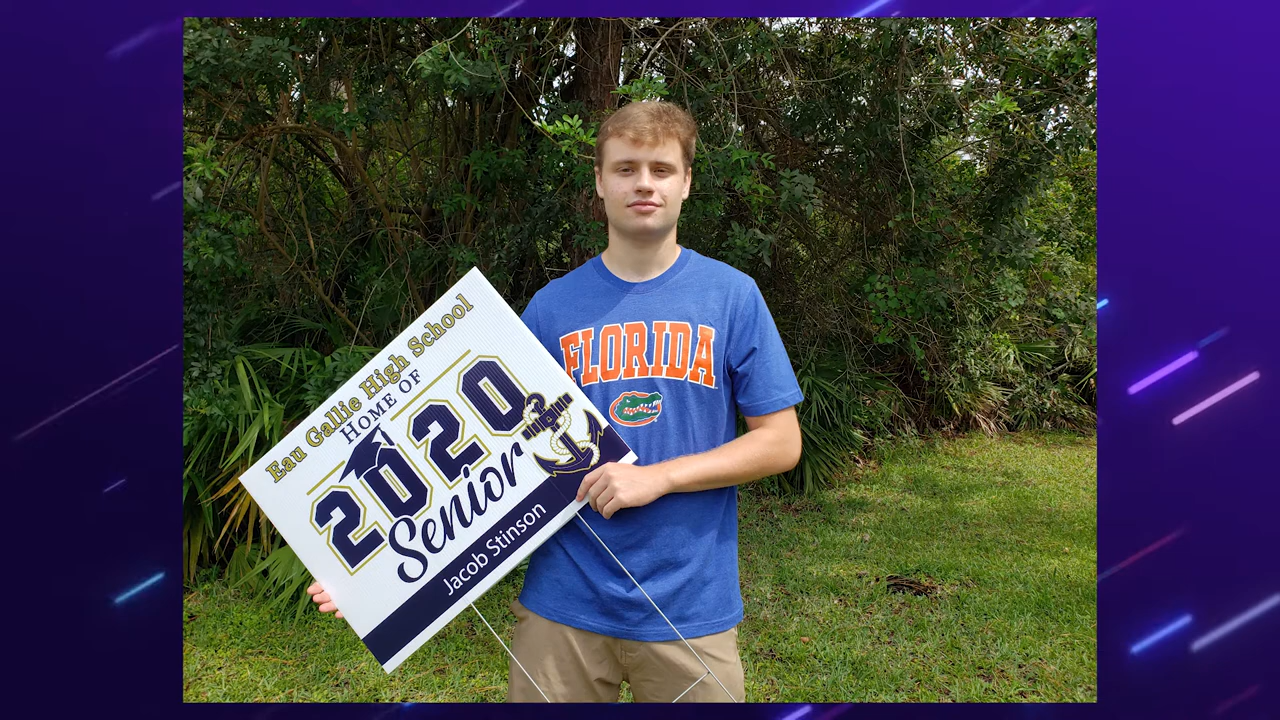 Eau Gallie High School
HOME OF
2020
Senior
Jacob Stinson
FLORIDA